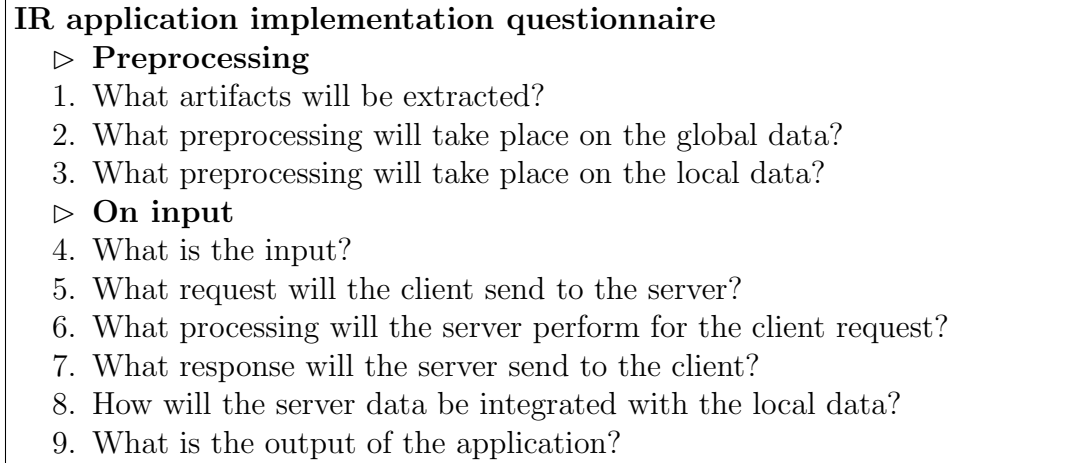 IR application implementation questionnaire
▷ Preprocessing
1. What artifacts will be extracted?
2. What preprocessing will take place on the global data?
3. What preprocessing will take place on the local data?
▷ On input
4. What is the input?
5. What request will the client send to the server?
6. What processing will the server perform for the client request?
7. What response will the server send to the client?
8. How will the server data be integrated with the local data?
9. What is the output of the application?